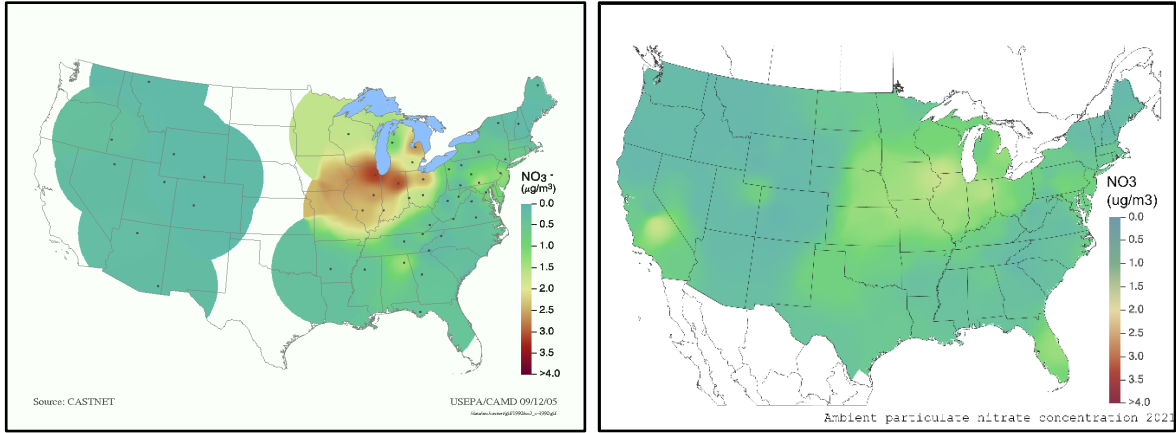 NO₃ -
(μg/m³)
0.0
0.5
1.0
1.5
2.0
2.5
3.0
3.5
>4.0
Source: CASTNET
USEPA/CAMD 09/12/05
NO3
(ug/m3)
0.0
0.5
1.0
1.5
2.0
2.5
3.0
3.5
>4.0
Ambient particulate nitrate concentration 2021